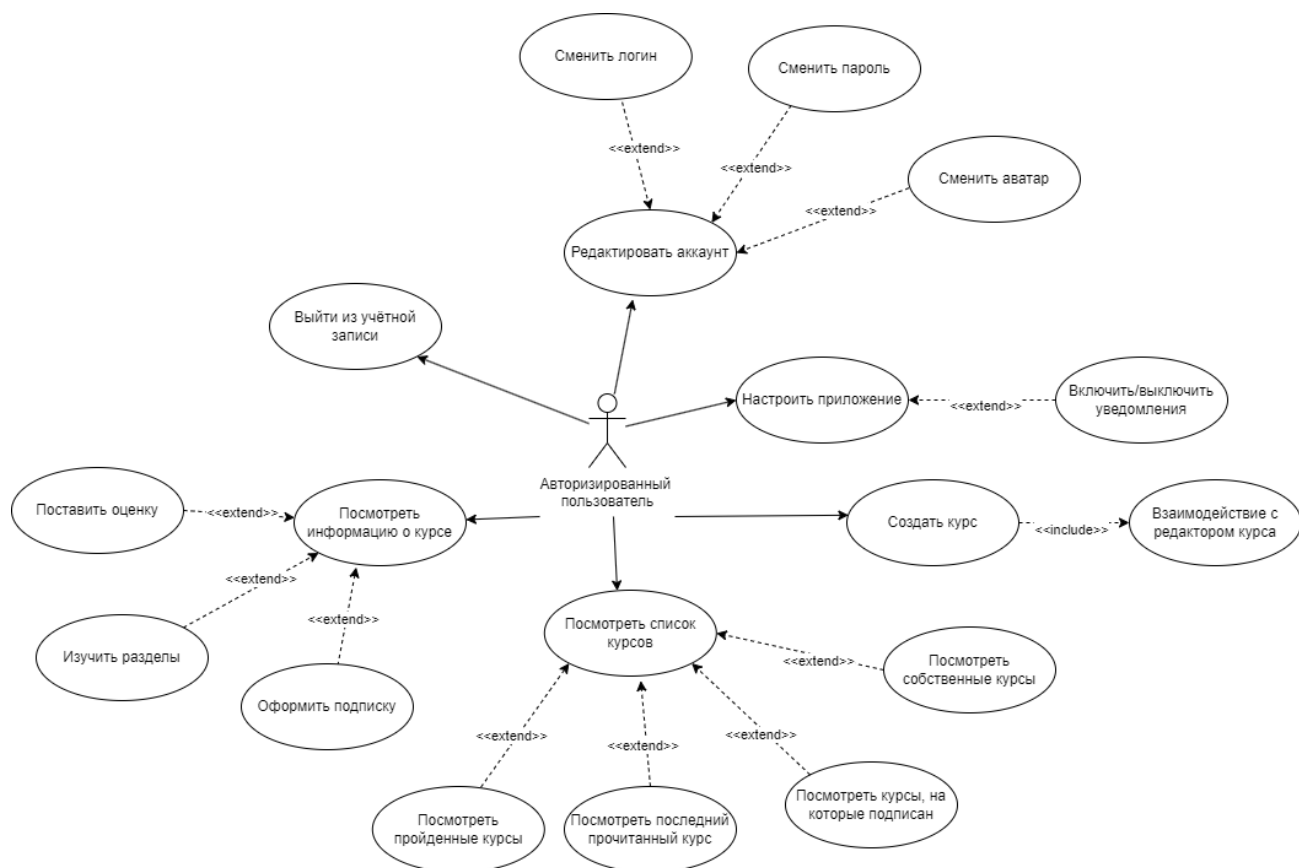 Сменить логин
Сменить пароль
<<extend>>
<<extend>>
Сменить аватар
<<extend>>
Редактировать аккаунт
Выйти из учётной
записи
Настроить приложение
<<extend>>
Включить/выключить
уведомления
Авторизированный
пользователь
Поставить оценку
<<extend>>
Посмотреть
информацию о курсе
Создать курс
<<include>>
Взаимодействие с
редактором курса
<<extend>>
<<extend>>
Изучить разделы
Оформить подписку
Посмотреть список
курсов
<<extend>>
Посмотреть
собственные курсы
<<extend>>
<<extend>>
<<extend>>
Посмотреть
пройденные курсы
Посмотреть последний
прочитанный курс
Посмотреть курсы, на
которые подписан